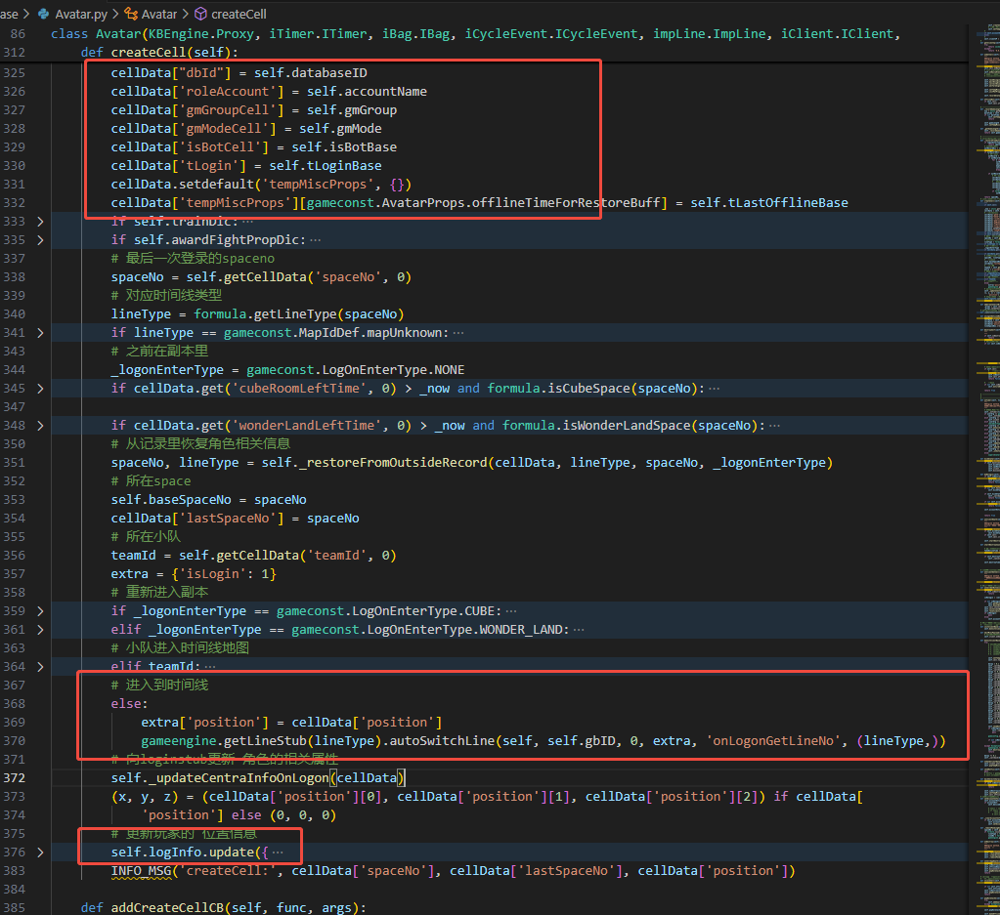 ase > Avatar.py > Avatar > createCell
86 class Avatar(KBEngine.Proxy, iTimer.ITimer, iBag.IBag, iCycleEvent.ICycleEvent, impLine.ImpLine, iClient.IClient,
312 def createCell(self):
325 cellData["dbId"] = self.databaseID
326 cellData['roleAccount'] = self.accountName
327 cellData['gmGroupCell'] = self.gmGroup
328 cellData['gmModeCell'] = self.gmMode
329 cellData['isBotCell'] = self.isBotBase
330 cellData['tLogin'] = self.tLoginBase
331 cellData.setdefault('tempMiscProps', {})
332 cellData['tempMiscProps'][gameconst.AvatarProps.offlineTimeForRestoreBuff] = self.tLastOfflineBase
333 > if self.trainDic: ···
335 > if self.awardFightPropDic: ···
337 # 最后一次登录的spaceno
338 spaceNo = self.getCellData('spaceNo', 0)
339 # 对应时间线类型
340 lineType = formula.getLineType(spaceNo)
341 > if lineType == gameconst.MapIdDef.mapUnknown: ···
343 # 之前在副本里
344 _logonEnterType = gameconst.LogOnEnterType.NONE
345 > if cellData.get('cubeRoomLeftTime', 0) > _now and formula.isCubeSpace(spaceNo): ···
347
348 > if cellData.get('wonderLandLeftTime', 0) > _now and formula.isWonderLandSpace(spaceNo): ···
350 # 从记录里恢复角色相关信息
351 spaceNo, lineType = self._restoreFromOutsideRecord(cellData, lineType, spaceNo, _logonEnterType)
352 # 所在space
353 self.baseSpaceNo = spaceNo
354 cellData['lastSpaceNo'] = spaceNo
355 # 所在小队
356 teamId = self.getCellData('teamId', 0)
357 extra = {'isLogin': 1}
358 # 重新进入副本
359 > if _logonEnterType == gameconst.LogOnEnterType.CUBE: ···
361 > elif _logonEnterType == gameconst.LogOnEnterType.WONDER_LAND: ···
363 # 小队进入时间线地图
364 > elif teamId: ···
367 # 进入到时间线
368 else:
369 extra['position'] = cellData['position']
370 gameengine.getLineStub(lineType).autoSwitchLine(self, self.gbID, 0, extra, 'onLogonGetLineNo', (lineType,))
371 # 向loginstub更新 角色的相关属性
372 self._updateCentraInfoOnLogon(cellData)
373 (x, y, z) = (cellData['position'][0], cellData['position'][1], cellData['position'][2]) if cellData[
374 'position'] else (0, 0, 0)
375 # 更新玩家的 位置信息
376 > self.logInfo.update({ ···
383 INFO_MSG('createCell:', cellData['spaceNo'], cellData['lastSpaceNo'], cellData['position'])
384
385 def addCreateCellCB(self, func, args):